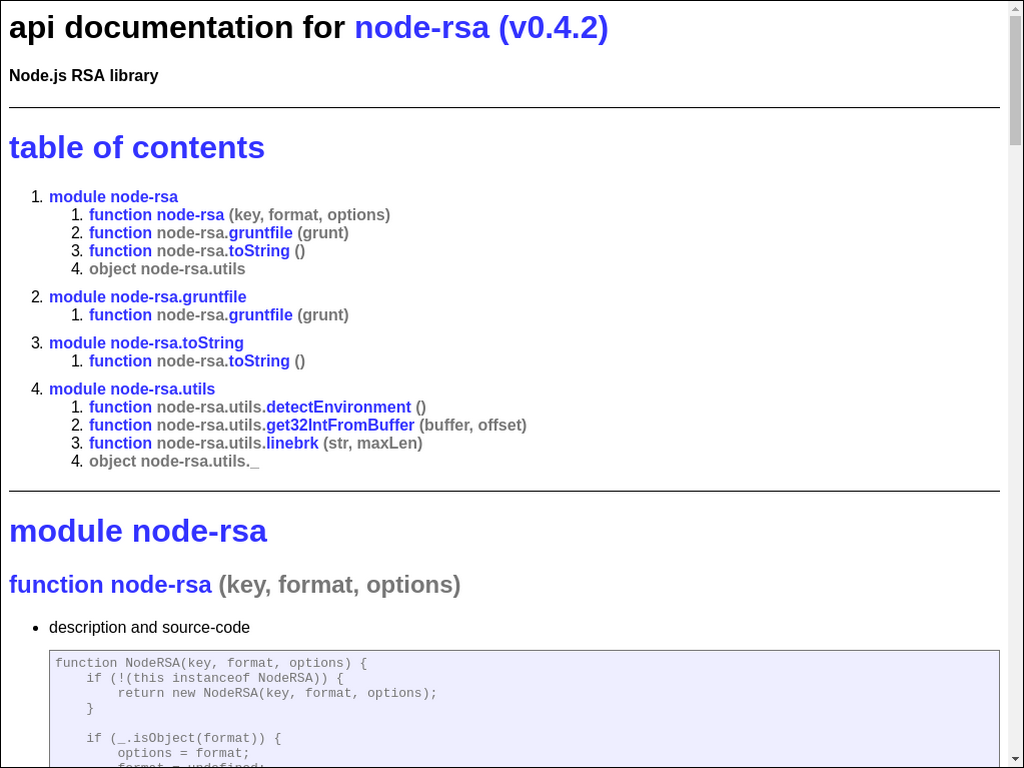 api documentation for node-rsa (v0.4.2)
Node.js RSA library
table of contents
1. module node-rsa
1. function node-rsa (key, format, options)
2. function node-rsa.gruntfile (grunt)
3. function node-rsa.toString ()
4. object node-rsa.utils
2. module node-rsa.gruntfile
1. function node-rsa.gruntfile (grunt)
3. module node-rsa.toString
1. function node-rsa.toString ()
4. module node-rsa.utils
1. function node-rsa.utils.detectEnvironment ()
2. function node-rsa.utils.get32IntFromBuffer (buffer, offset)
3. function node-rsa.utils.linebrk (str, maxLen)
4. object node-rsa.utils._
module node-rsa
function node-rsa (key, format, options)
• description and source-code
function NodeRSA(key, format, options) {
    if (!(this instanceof NodeRSA)) {
        return new NodeRSA(key, format, options);
    }
    if (_.isObject(format)) {
        options = format;
        format = undefined;